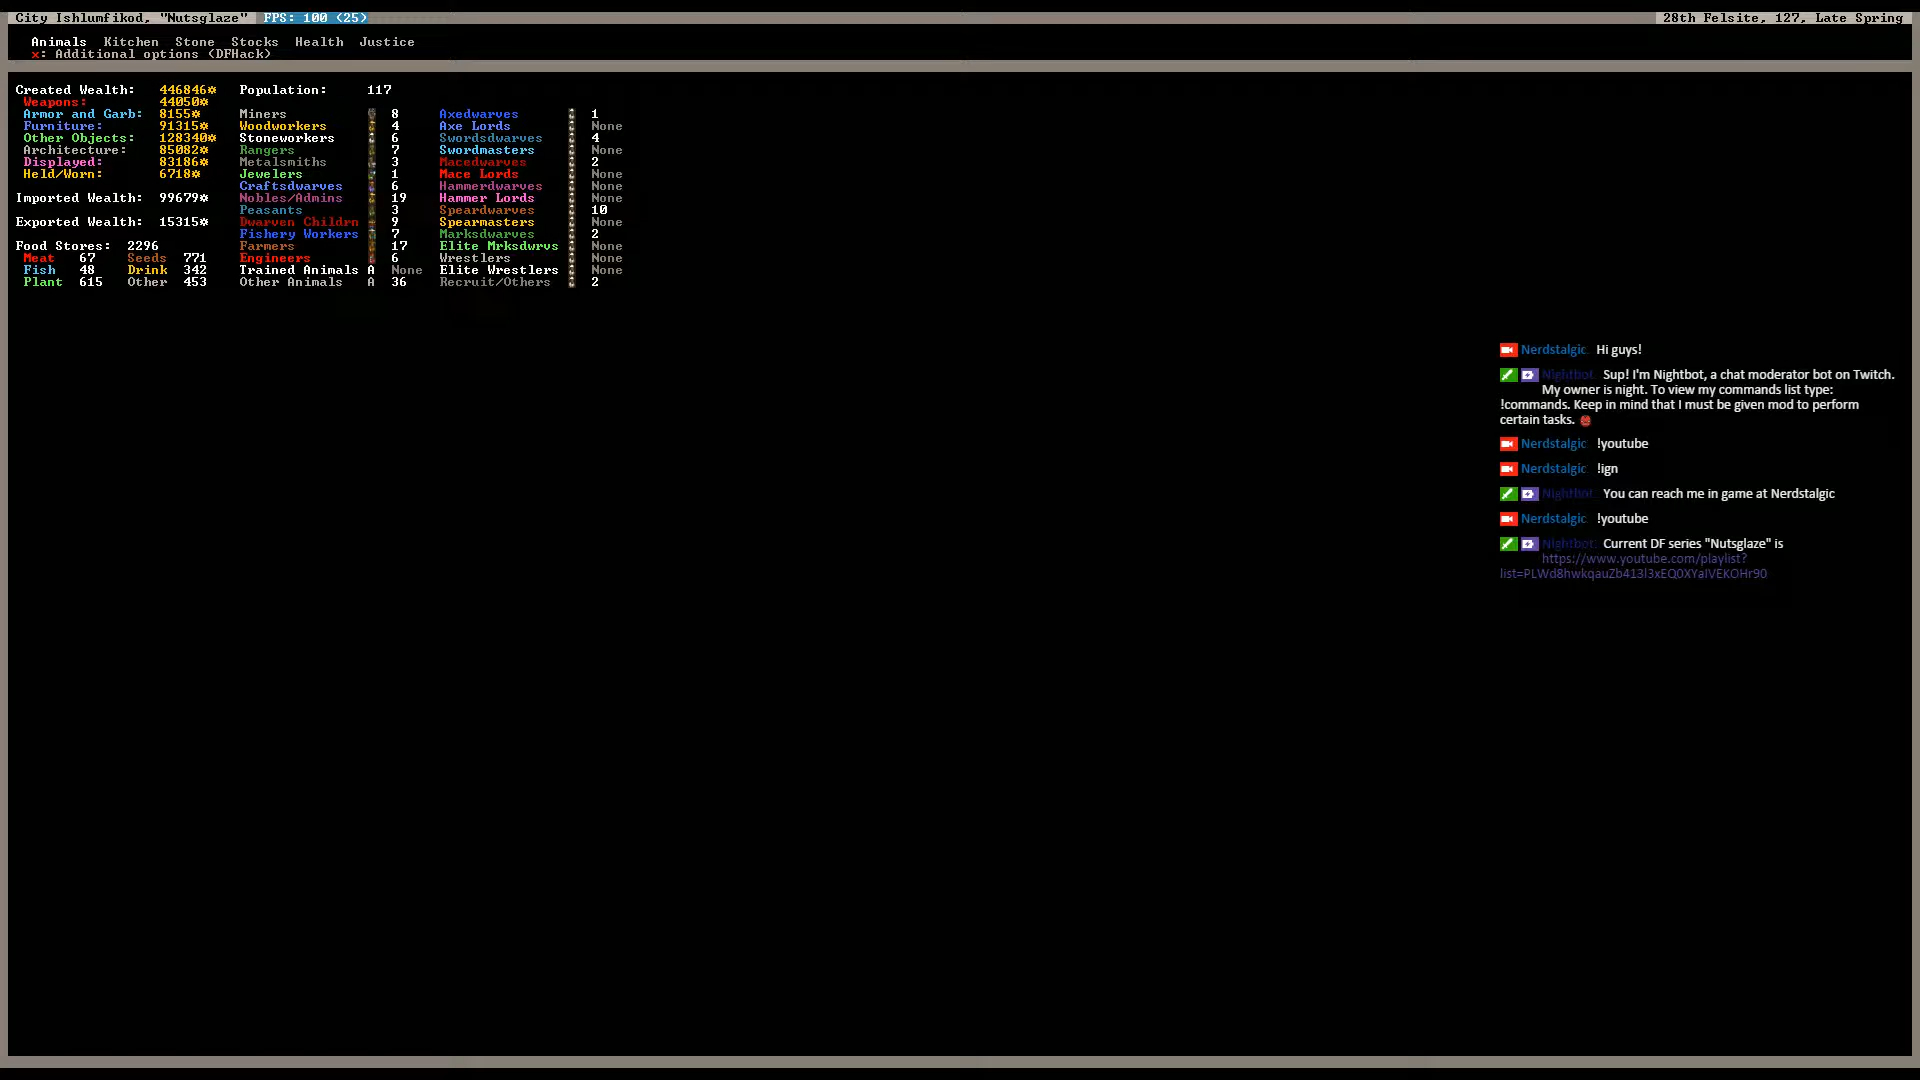 City Ishlumfikod, "Nutsglaze" FPS: 100 (25) 28th Felsite, 127, Late Spring
Animals Kitchen Stone Stocks Health Justice
x: Additional options (DFHack)
Created Wealth: 446846☼ Population: 117
Weapons: 44050☼
Armor and Garb: 8155☼ Miners 8 Axedwarves 1
Furniture: 91315☼ Woodworkers 4 Axe Lords None
Other Objects: 128340☼ Stoneworkers 6 Swordsdwarves 4
Architecture: 85082☼ Rangers 7 Swordmasters None
Displayed: 83186☼ Metalsmiths 3 Macedwarves 2
Held/Worn: 6718☼ Jewelers 1 Mace Lords None
Craftsdwarves 6 Hammerdwarves None
Imported Wealth: 99679☼ Nobles/Admins 19 Hammer Lords None
Peasants 3 Speardwarves 10
Exported Wealth: 15315☼ Dwarven Childrn 9 Spearmasters None
Fishery Workers 7 Marksdwarves 2
Food Stores: 2296 Farmers 17 Elite Mrksdwrvs None
Meat 67 Seeds 771 Engineers 6 Wrestlers None
Fish 48 Drink 342 Trained Animals A None Elite Wrestlers None
Plant 615 Other 453 Other Animals A 36 Recruit/Others 2
Nerdstalgic: Hi guys!
Nightbot: Sup! I'm Nightbot, a chat moderator bot on Twitch.
My owner is night. To view my commands list type:
!commands. Keep in mind that I must be given mod to perform
certain tasks.
Nerdstalgic: !youtube
Nerdstalgic: !ign
Nightbot: You can reach me in game at Nerdstalgic
Nerdstalgic: !youtube
Nightbot: Current DF series "Nutsglaze" is
https://www.youtube.com/playlist?
list=PLWd8hwkqauZb413l3xEQ0XYaIVEKOHr90